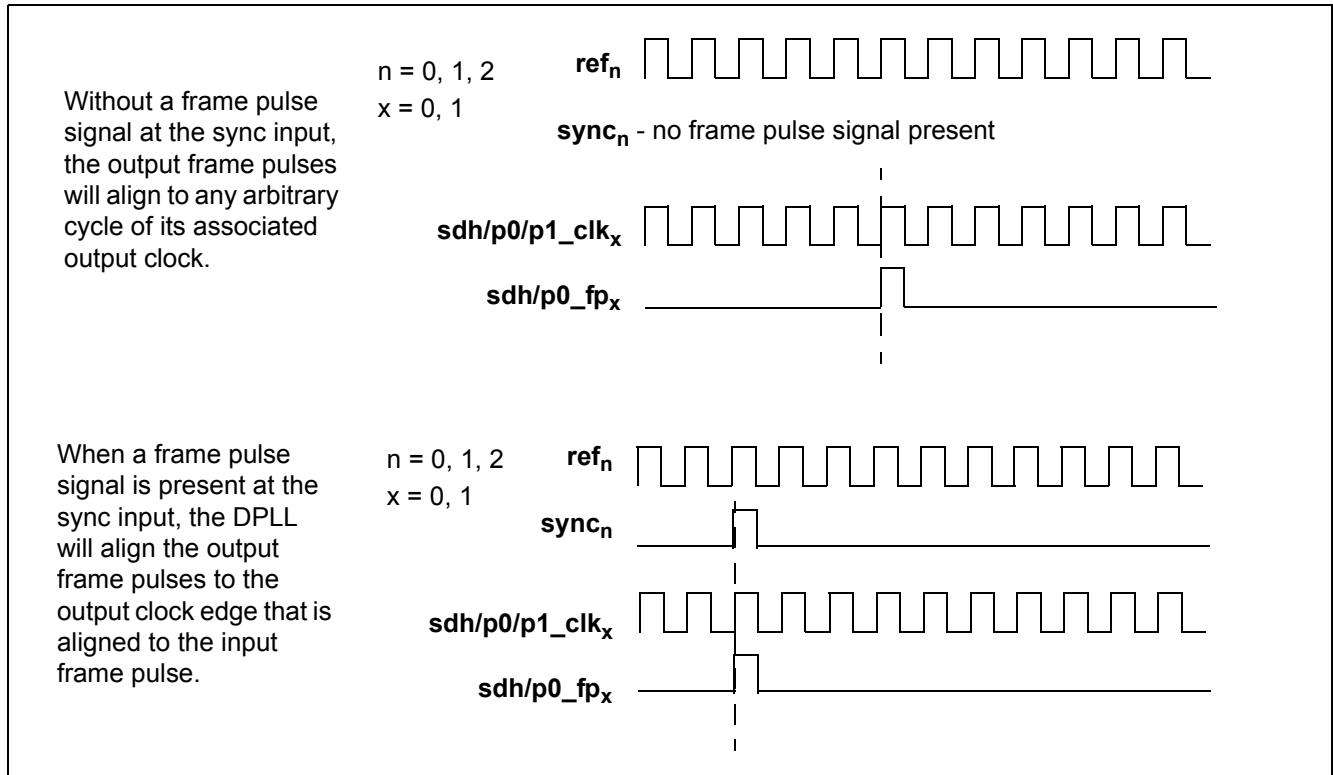 Without a frame pulse
signal at the sync input,
the output frame pulses
will align to any arbitrary
cycle of its associated
output clock.
n = 0, 1, 2
x = 0, 1
refn
syncn - no frame pulse signal present
sdh/p0/p1_clkx
sdh/p0_fpx
When a frame pulse
signal is present at the
sync input, the DPLL
will align the output
frame pulses to the
output clock edge that is
aligned to the input
frame pulse.
n = 0, 1, 2
x = 0, 1
refn
syncn
sdh/p0/p1_clkx
sdh/p0_fpx